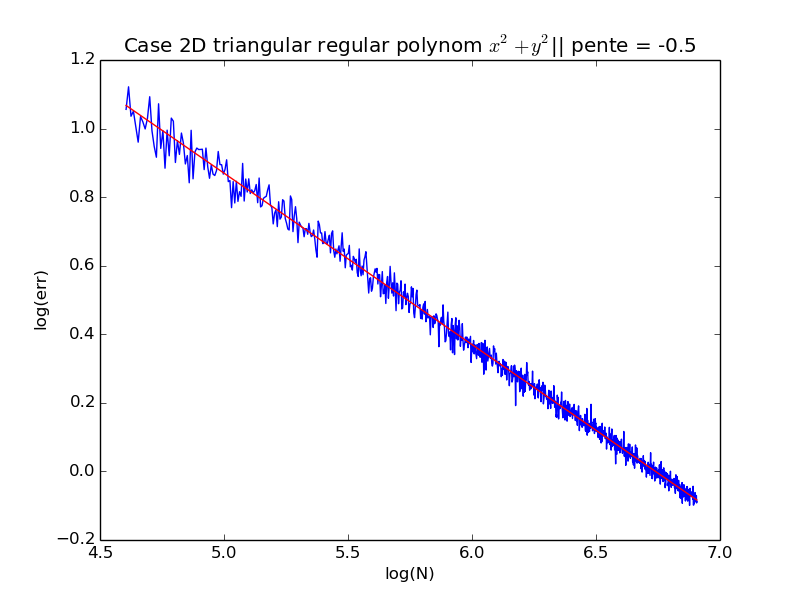 Case 2D triangular regular polynom $x^2 + y^2$|| pente = -0.5
1.2
1.0
0.8
0.6
0.4
0.2
0.0
−0.2
log(err)
4.5 5.0 5.5 6.0 6.5 7.0
log(N)